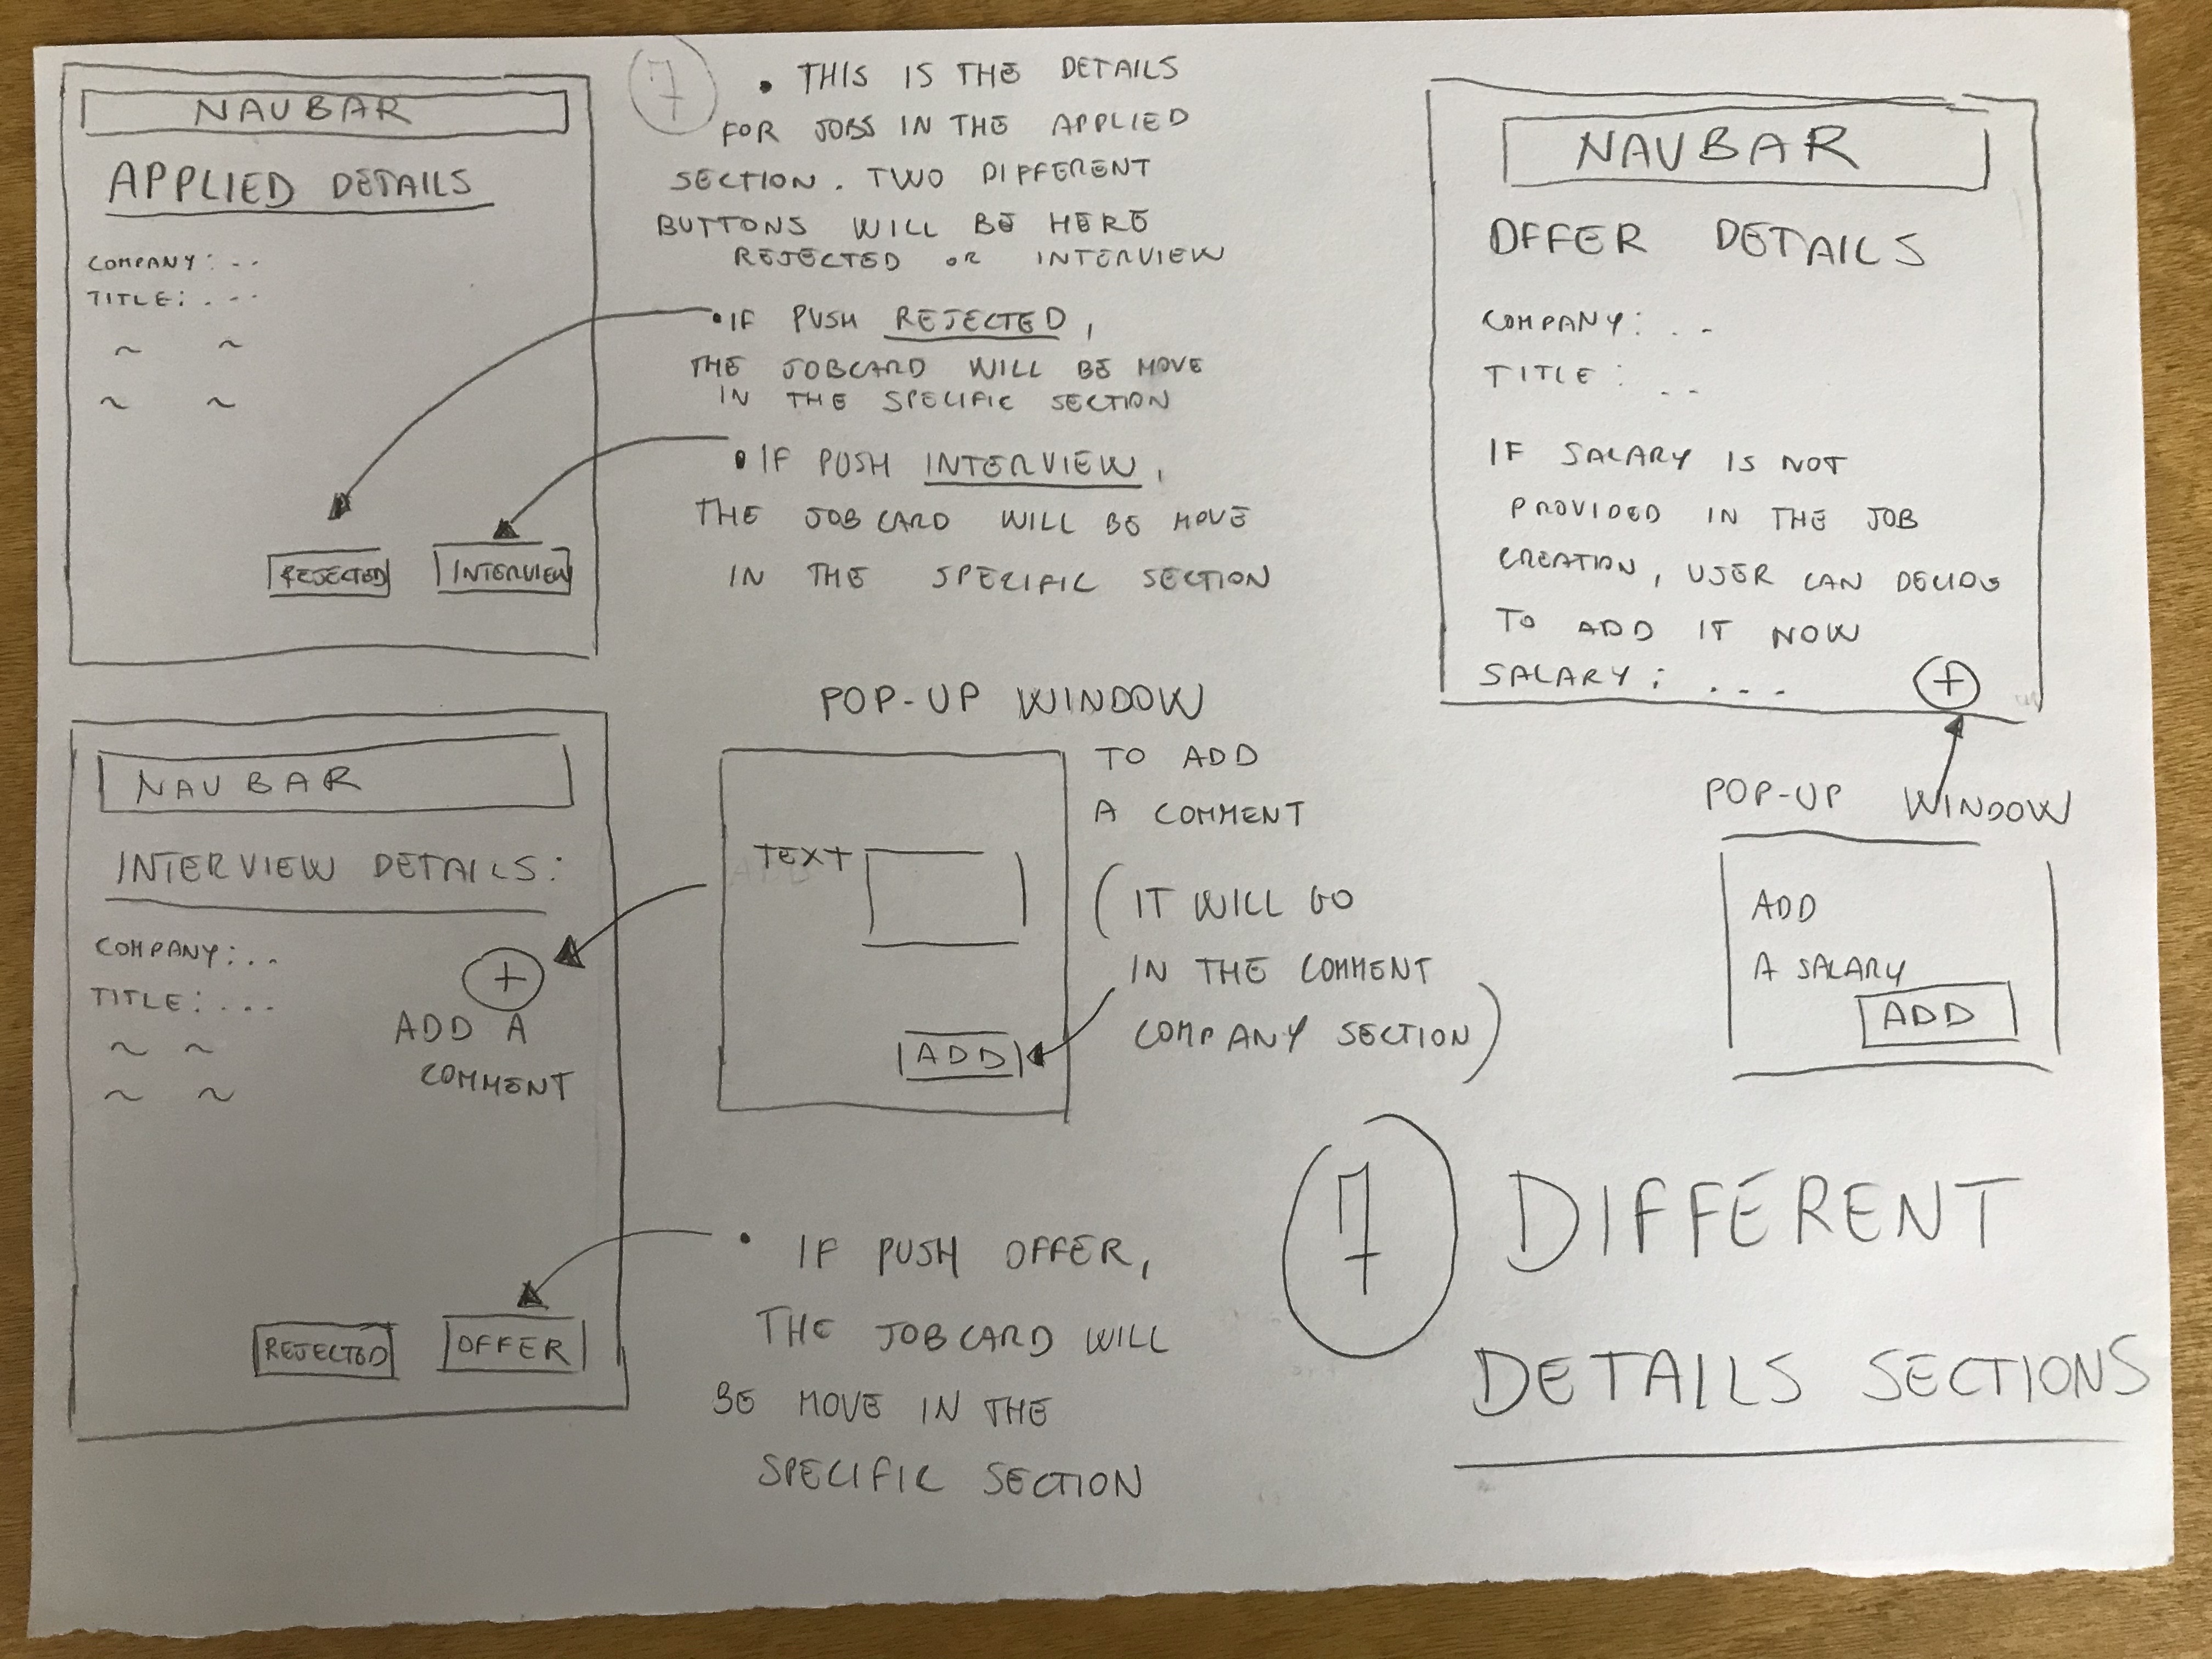 NAVBAR
APPLIED DETAILS
COMPANY: ..
TITLE: ...
~ ~
~ ~
REJECTED
INTERVIEW
7
• THIS IS THE DETAILS
FOR JOBS IN THE APPLIED
SECTION. TWO DIFFERENT
BUTTONS WILL BE HERE
REJECTED OR INTERVIEW
• IF PUSH REJECTED,
THE JOBCARD WILL BE MOVE
IN THE SPECIFIC SECTION
• IF PUSH INTERVIEW,
THE JOBCARD WILL BE MOVE
IN THE SPECIFIC SECTION
NAVBAR
OFFER DETAILS
COMPANY: ..
TITLE: ..
IF SALARY IS NOT
PROVIDED IN THE JOB
CREATION, USER CAN DECIDE
TO ADD IT NOW
SALARY: ...
+
POP-UP WINDOW
ADD
A SALARY
ADD
NAVBAR
INTERVIEW DETAILS:
COMPANY: ..
TITLE: ...
~ ~
~ ~
+
ADD A
COMMENT
REJECTED
OFFER
POP-UP WINDOW
TO ADD
A COMMENT
TEXT
ADD
(IT WILL GO
IN THE COMMENT
COMPANY SECTION)
• IF PUSH OFFER,
THE JOBCARD WILL
BE MOVE IN THE
SPECIFIC SECTION
7 DIFFERENT
DETAILS SECTIONS